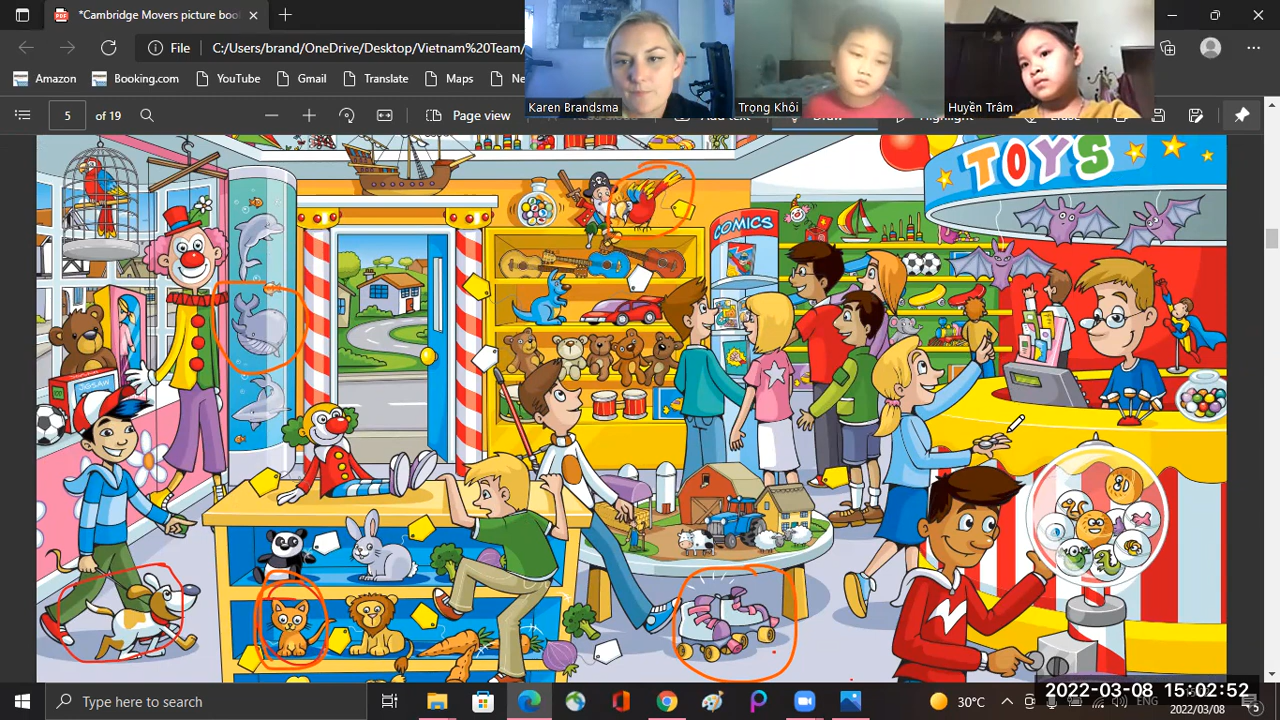 *Cambridge Movers picture boo
File
C:/Users/brand/OneDrive/Desktop/Vietnam%20Team/
Amazon
Booking.com
YouTube
Gmail
Translate
Maps
Karen Brandsma
Trọng Khôi
Huyền Trâm
5
of 19
Page view
TOYS
COMICS
JIGSAW
Type here to search
30°C
2022-03-08 15:02:52
ENG
2022/03/08
5